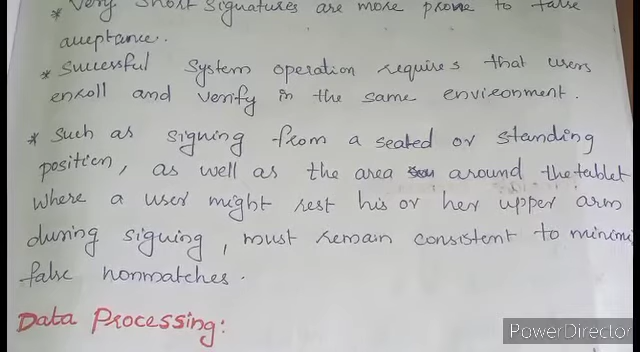 * Very short signatures are more prone to false
acceptance.
* Successful system operation requires that users
enroll and verify in the same environment.
* Such as signing from a seated or standing
position, as well as the area around the tablet
where a user might rest his or her upper arm
during signing, must remain consistent to minimi
false nonmatches.
Data Processing:
PowerDirector